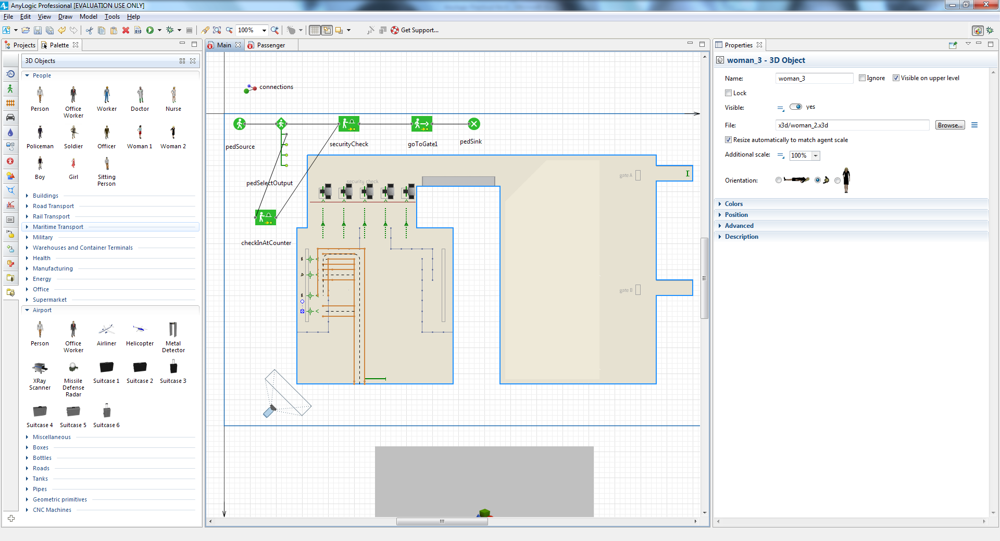 AnyLogic Professional [EVALUATION USE ONLY]
File Edit View Draw Model Tools Help
100% Get Support...
Projects Palette
3D Objects
People
Person Office Worker Worker Doctor Nurse
Policeman Soldier Officer Woman 1 Woman 2
Boy Girl Sitting Person
Buildings
Road Transport
Rail Transport
Maritime Transport
Military
Warehouses and Container Terminals
Health
Manufacturing
Energy
Office
Supermarket
Airport
Person Office Worker Airliner Helicopter Metal Detector
XRay Scanner Missile Defense Radar Suitcase 1 Suitcase 2 Suitcase 3
Suitcase 4 Suitcase 5 Suitcase 6
Miscellaneous
Boxes
Bottles
Roads
Tanks
Pipes
Geometric primitives
CNC Machines
OK
Main Passenger
connections
pedSource
securityCheck
goToGate1
pedSink
pedSelectOutput
checkInAtCounter
security check
gate A
gate B
Properties
woman_3 - 3D Object
Name: woman_3 Ignore Visible on upper level
Lock
Visible: yes
File: x3d/woman_2.x3d Browse...
Resize automatically to match agent scale
Additional scale: 100%
Orientation:
Colors
Position
Advanced
Description